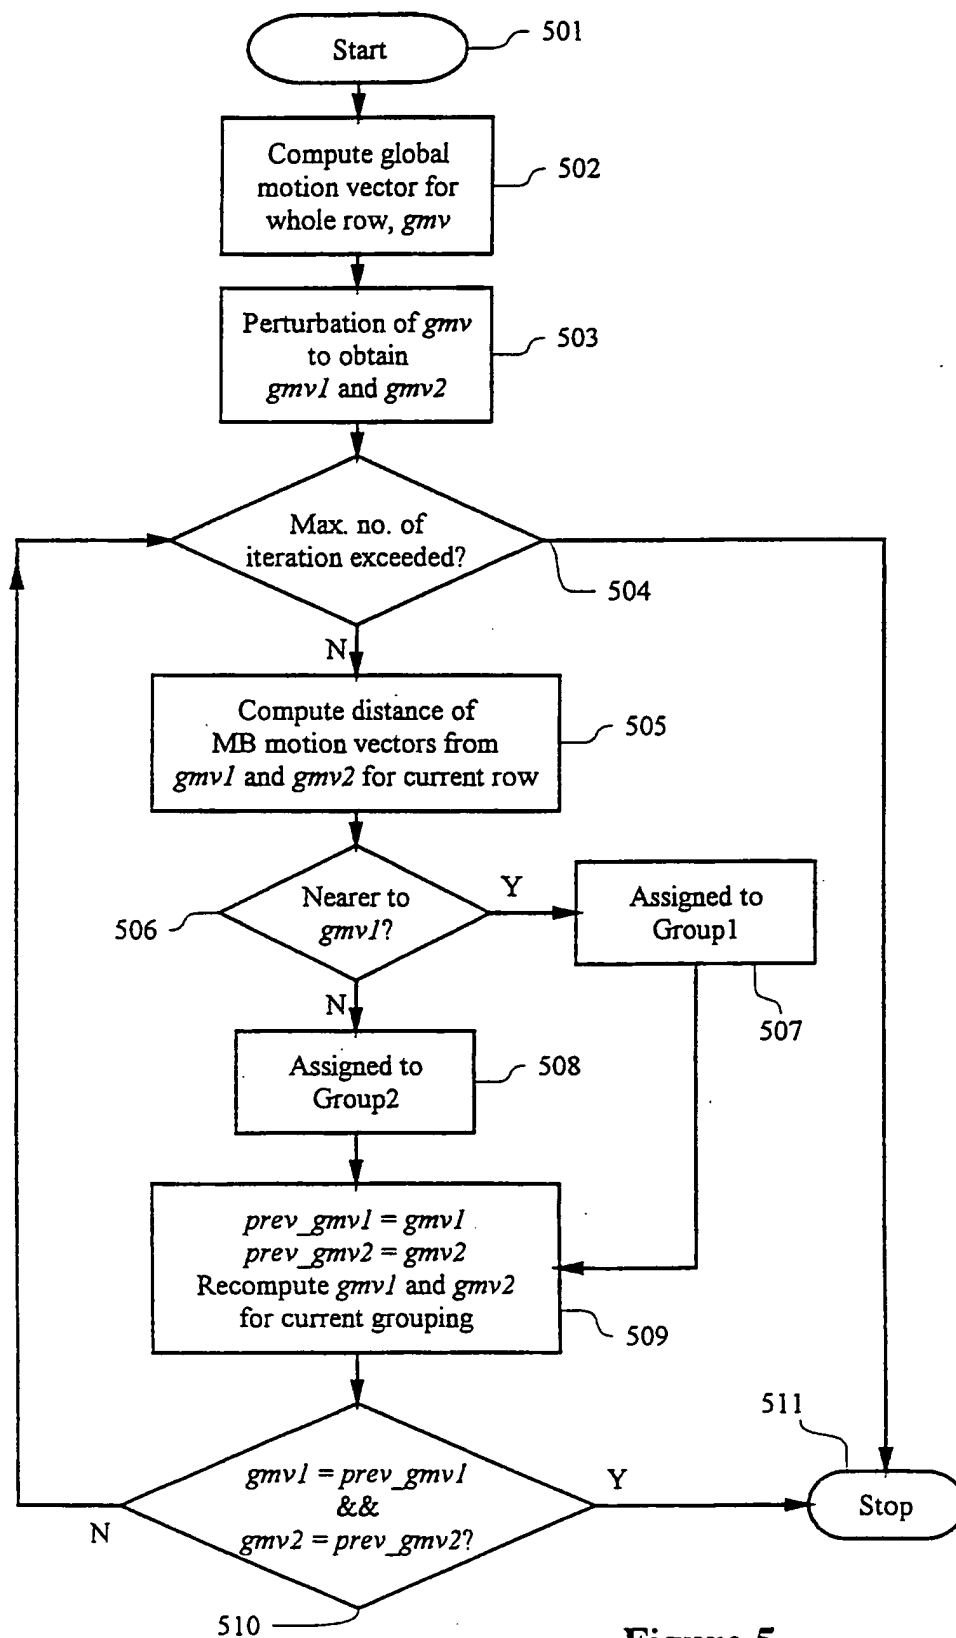 Start
501
Compute global
motion vector for
whole row, gmv
502
Perturbation of gmv
to obtain
gmv1 and gmv2
503
Max. no. of
iteration exceeded?
504
N
Compute distance of
MB motion vectors from
gmv1 and gmv2 for current row
505
Nearer to
gmv1?
506
Y
Assigned to
Group1
507
N
Assigned to
Group2
508
prev_gmv1 = gmv1
prev_gmv2 = gmv2
Recompute gmv1 and gmv2
for current grouping
509
gmv1 = prev_gmv1
&&
gmv2 = prev_gmv2?
N
Y
510
511
Stop
Figure 5